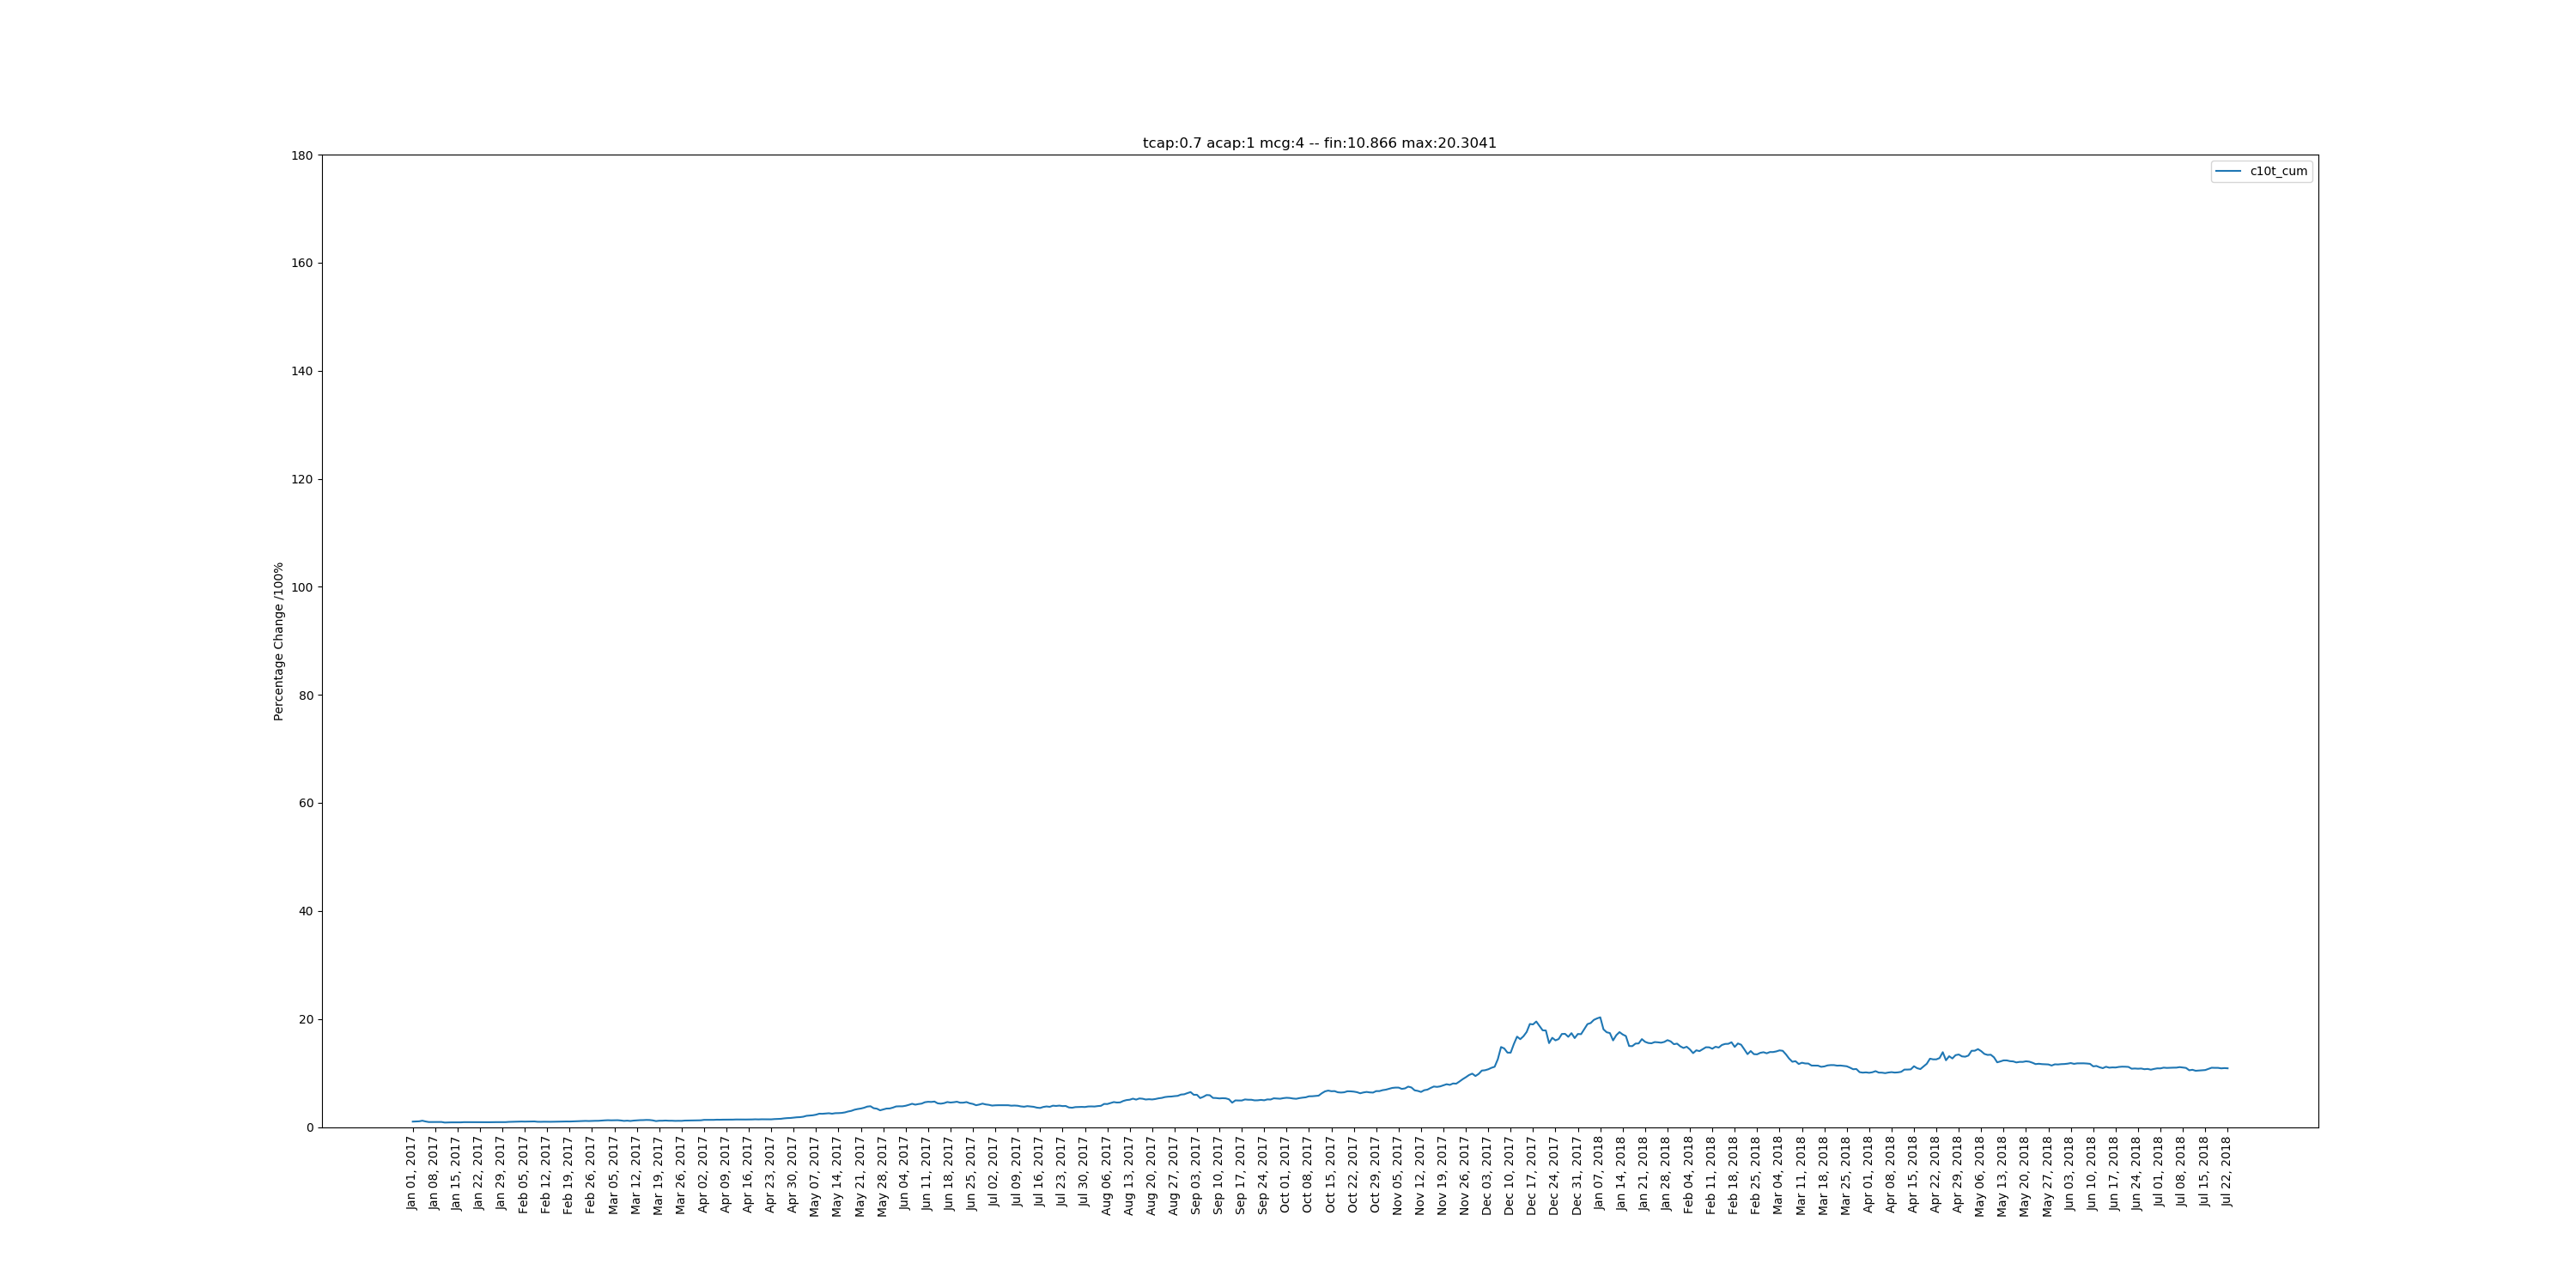 tcap:0.7 acap:1 mcg:4 -- fin:10.866 max:20.3041
c10t_cum
Percentage Change /100%
180
160
140
120
100
80
60
40
20
0
Jan 01, 2017
Jan 08, 2017
Jan 15, 2017
Jan 22, 2017
Jan 29, 2017
Feb 05, 2017
Feb 12, 2017
Feb 19, 2017
Feb 26, 2017
Mar 05, 2017
Mar 12, 2017
Mar 19, 2017
Mar 26, 2017
Apr 02, 2017
Apr 09, 2017
Apr 16, 2017
Apr 23, 2017
Apr 30, 2017
May 07, 2017
May 14, 2017
May 21, 2017
May 28, 2017
Jun 04, 2017
Jun 11, 2017
Jun 18, 2017
Jun 25, 2017
Jul 02, 2017
Jul 09, 2017
Jul 16, 2017
Jul 23, 2017
Jul 30, 2017
Aug 06, 2017
Aug 13, 2017
Aug 20, 2017
Aug 27, 2017
Sep 03, 2017
Sep 10, 2017
Sep 17, 2017
Sep 24, 2017
Oct 01, 2017
Oct 08, 2017
Oct 15, 2017
Oct 22, 2017
Oct 29, 2017
Nov 05, 2017
Nov 12, 2017
Nov 19, 2017
Nov 26, 2017
Dec 03, 2017
Dec 10, 2017
Dec 17, 2017
Dec 24, 2017
Dec 31, 2017
Jan 07, 2018
Jan 14, 2018
Jan 21, 2018
Jan 28, 2018
Feb 04, 2018
Feb 11, 2018
Feb 18, 2018
Feb 25, 2018
Mar 04, 2018
Mar 11, 2018
Mar 18, 2018
Mar 25, 2018
Apr 01, 2018
Apr 08, 2018
Apr 15, 2018
Apr 22, 2018
Apr 29, 2018
May 06, 2018
May 13, 2018
May 20, 2018
May 27, 2018
Jun 03, 2018
Jun 10, 2018
Jun 17, 2018
Jun 24, 2018
Jul 01, 2018
Jul 08, 2018
Jul 15, 2018
Jul 22, 2018